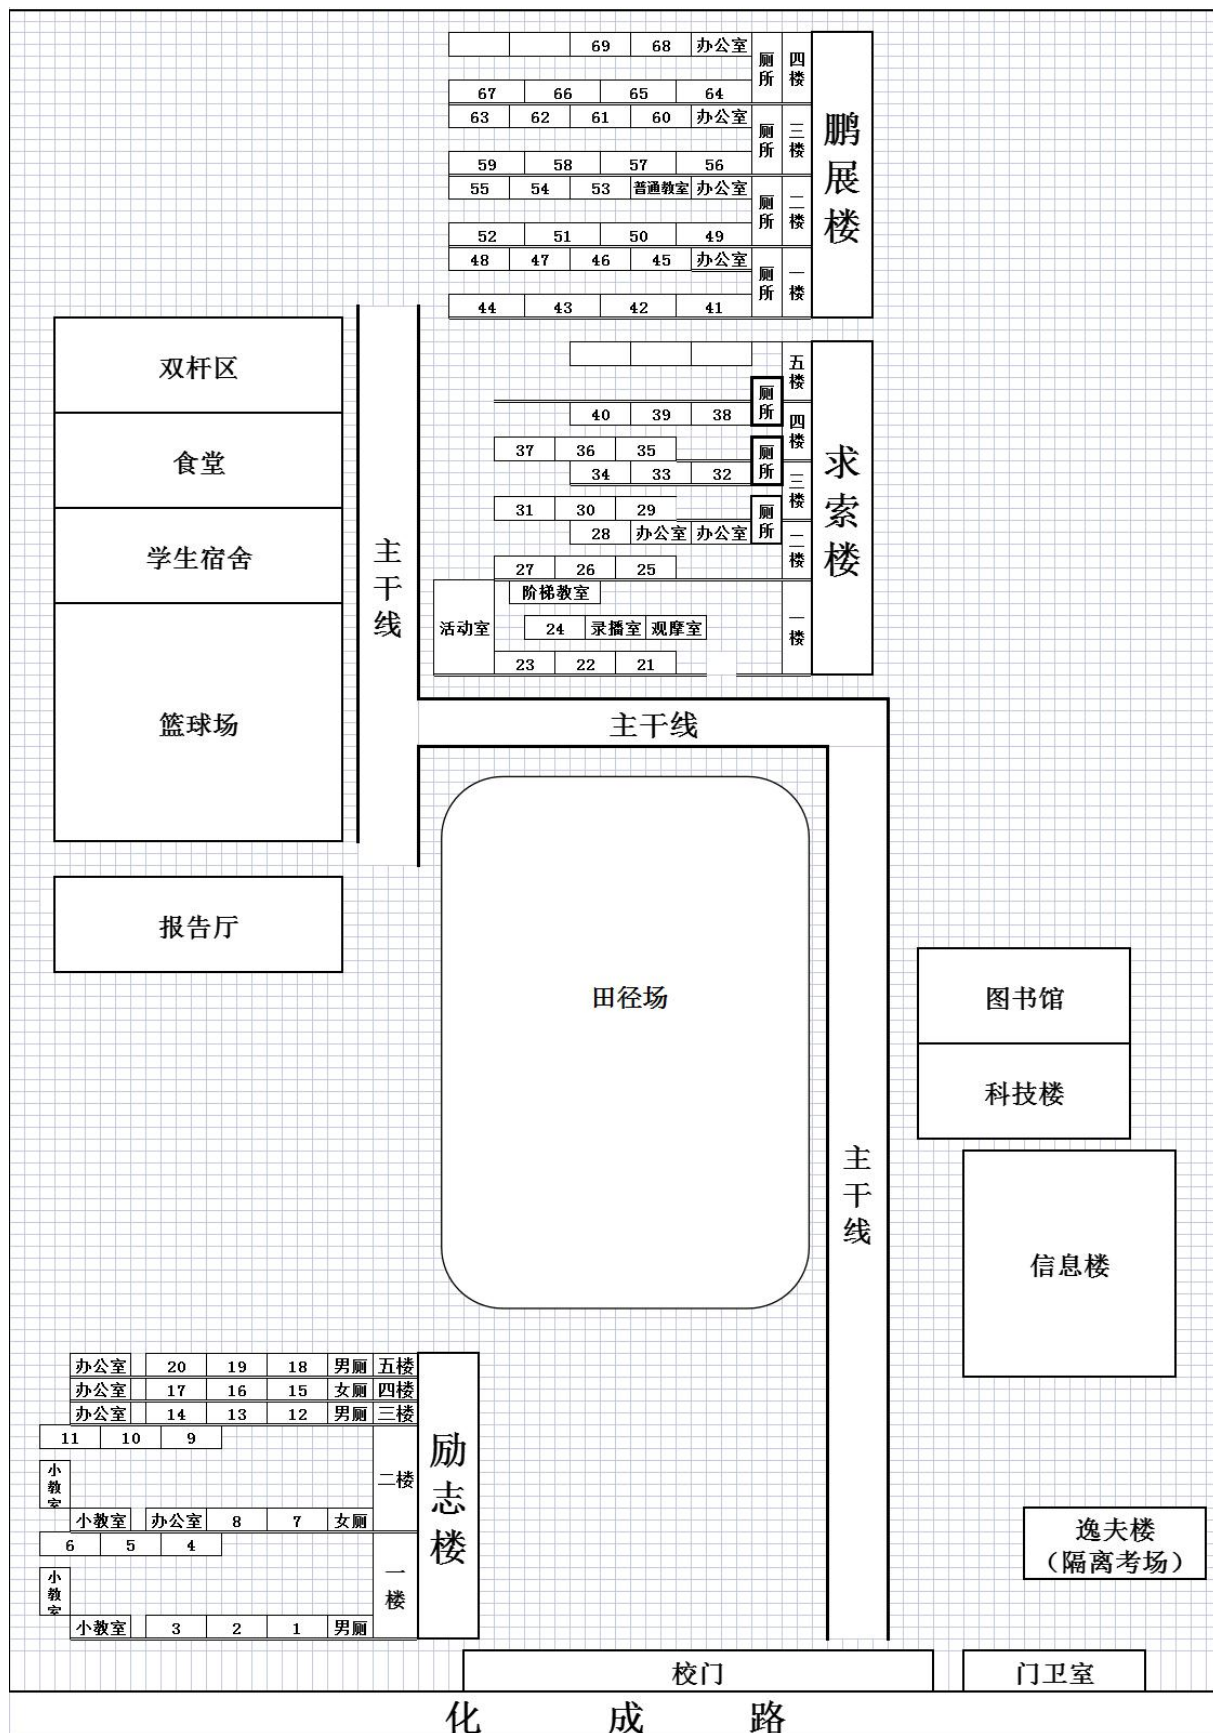 69 68 办公室
厕所
四楼
67 66 65 64
63 62 61 60 办公室
厕所
三楼
59 58 57 56
55 54 53 普通教室 办公室
厕所
二楼
52 51 50 49
48 47 46 45 办公室
厕所
一楼
44 43 42 41
鹏展楼
双杆区
食堂
学生宿舍
篮球场
报告厅
主干线
五楼
厕所
40 39 38
四楼
37 36 35
厕所
34 33 32
三楼
31 30 29
厕所
28 办公室 办公室
二楼
27 26 25
阶梯教室
活动室
24 录播室 观摩室
一楼
23 22 21
求索楼
主干线
田径场
主干线
图书馆
科技楼
信息楼
办公室 20 19 18 男厕 五楼
办公室 17 16 15 女厕 四楼
办公室 14 13 12 男厕 三楼
11 10 9
小教室
二楼
小教室 办公室 8 7 女厕
6 5 4
小教室
一楼
小教室 3 2 1 男厕
励志楼
逸夫楼
（隔离考场）
校门
门卫室
化成路